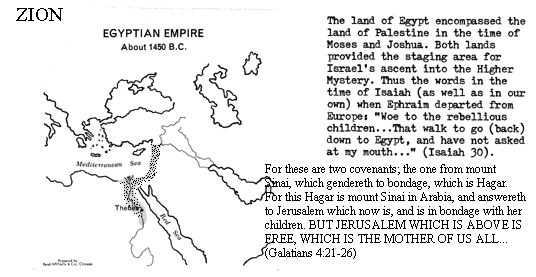 ZION
EGYPTIAN EMPIRE
About 1450 B.C.
Mediterranean Sea
Thebes
Red Sea
Prepared by
Rand McNally & Co., Chicago
The land of Egypt encompassed the
land of Palestine in the time of
Moses and Joshua. Both lands
provided the staging area for
Israel's ascent into the Higher
Mystery. Thus the words in the
time of Isaiah (as well as in our
own) when Ephraim departed from
Europe: "Woe to the rebellious
children...That walk to go (back)
down to Egypt, and have not asked
at my mouth..." (Isaiah 30).
For these are two covenants; the one from mount
Sinai, which gendereth to bondage, which is Hagar.
For this Hagar is mount Sinai in Arabia, and answereth
to Jerusalem which now is, and is in bondage with her
children. BUT JERUSALEM WHICH IS ABOVE IS
FREE, WHICH IS THE MOTHER OF US ALL...
(Galatians 4:21-26)